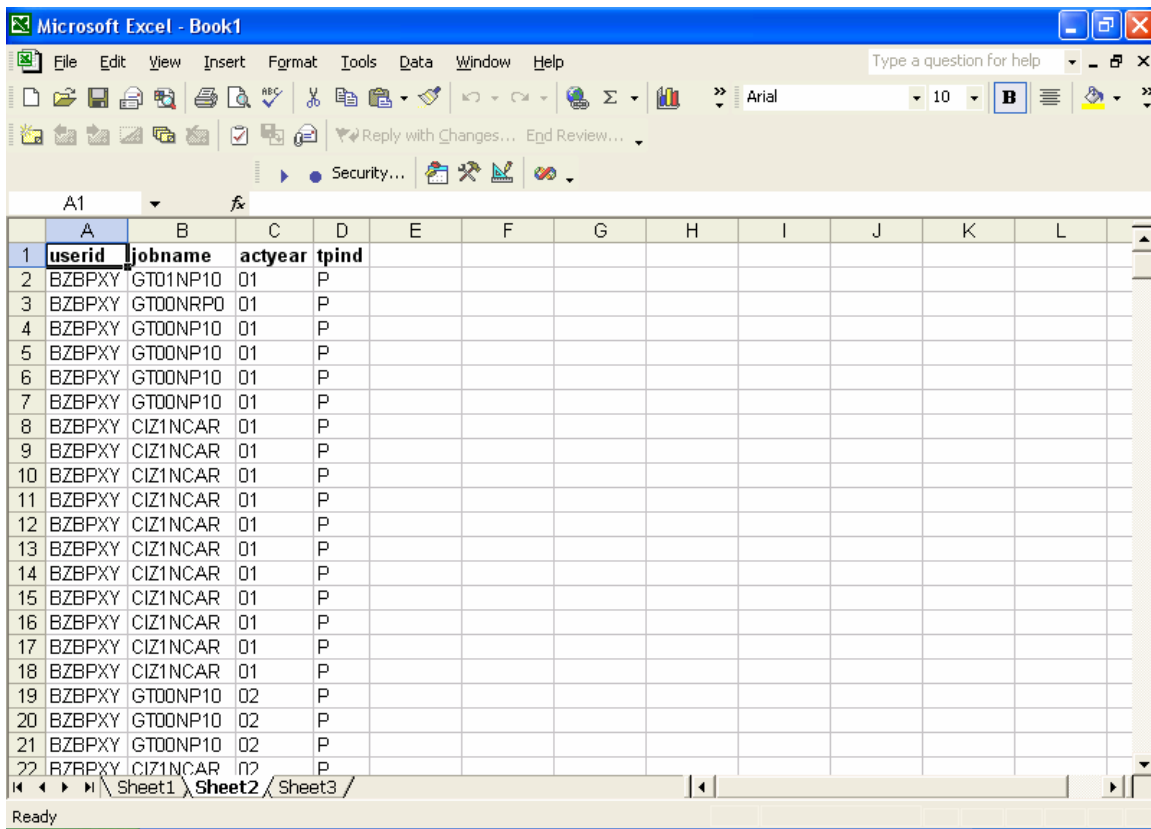 Microsoft Excel - Book1
File Edit View Insert Format Tools Data Window Help Type a question for help
ABC Σ Arial 10 B
Reply with Changes... End Review...
Security...
A1 fx
A B C D E F G H I J K L
1 userid jobname actyear tpind
2 BZBPXY GT01NP10 01 P
3 BZBPXY GT00NRP0 01 P
4 BZBPXY GT00NP10 01 P
5 BZBPXY GT00NP10 01 P
6 BZBPXY GT00NP10 01 P
7 BZBPXY GT00NP10 01 P
8 BZBPXY CIZ1NCAR 01 P
9 BZBPXY CIZ1NCAR 01 P
10 BZBPXY CIZ1NCAR 01 P
11 BZBPXY CIZ1NCAR 01 P
12 BZBPXY CIZ1NCAR 01 P
13 BZBPXY CIZ1NCAR 01 P
14 BZBPXY CIZ1NCAR 01 P
15 BZBPXY CIZ1NCAR 01 P
16 BZBPXY CIZ1NCAR 01 P
17 BZBPXY CIZ1NCAR 01 P
18 BZBPXY CIZ1NCAR 01 P
19 BZBPXY GT00NP10 02 P
20 BZBPXY GT00NP10 02 P
21 BZBPXY GT00NP10 02 P
22 BZBPXY CIZ1NCAR 02 P
Sheet1 Sheet2 Sheet3
Ready